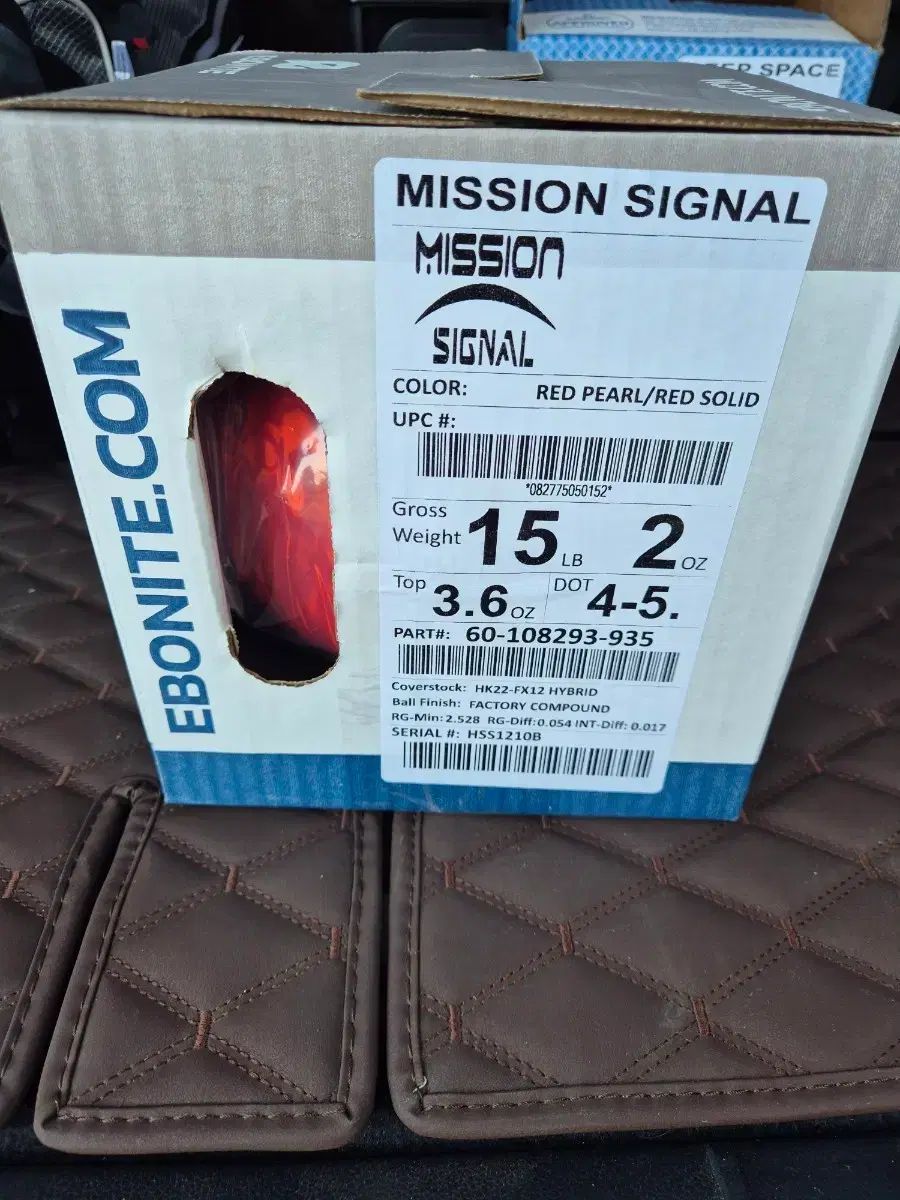 APPROVED
SPACE
MISSION SIGNAL
MISSION
SIGNAL
COLOR: RED PEARL/RED SOLID
UPC #:
*082775050152*
Gross Weight 15 LB 2 OZ
Top 3.6 OZ DOT 4-5.
PART#: 60-108293-935
Coverstock: HK22-FX12 HYBRID
Ball Finish: FACTORY COMPOUND
RG-Min: 2.528 RG-Diff: 0.054 INT-Diff: 0.017
SERIAL #: HSS1210B
EBONITE.COM